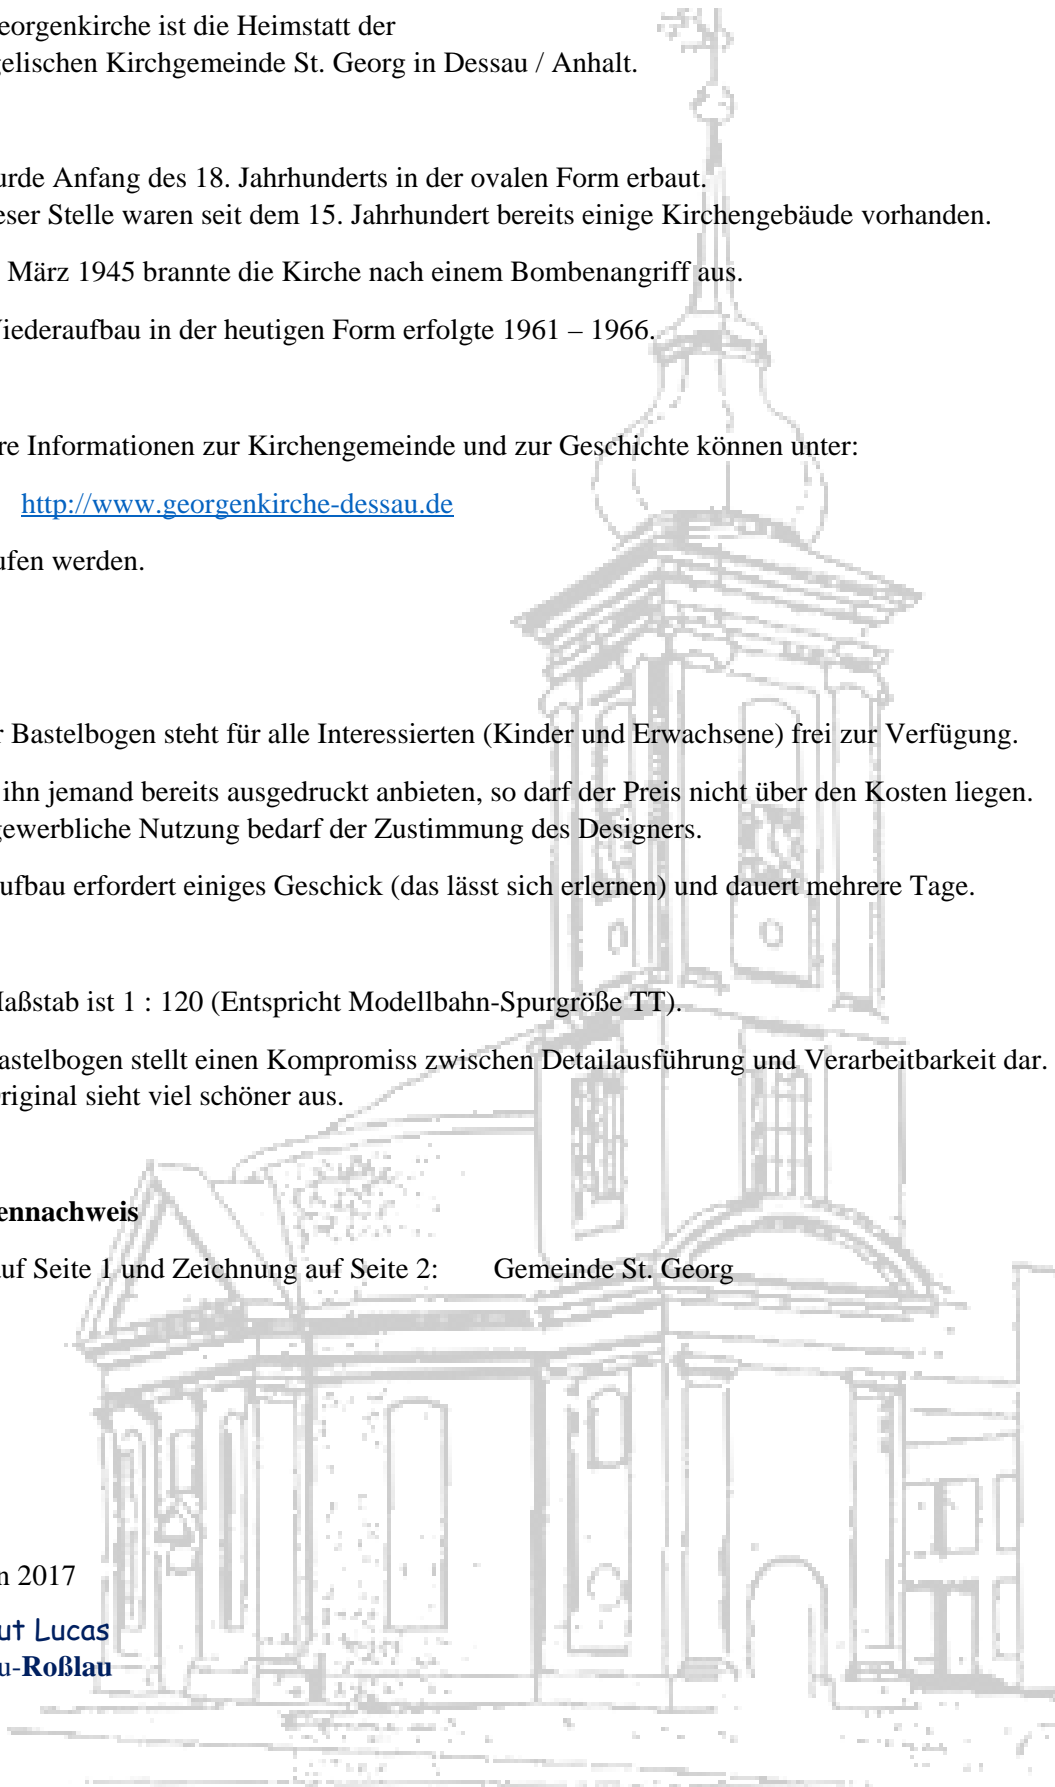 eorgenkirche ist die Heimstatt der
gelischen Kirchgemeinde St. Georg in Dessau / Anhalt.
urde Anfang des 18. Jahrhunderts in der ovalen Form erbaut.
eser Stelle waren seit dem 15. Jahrhundert bereits einige Kirchengebäude vorhanden.
März 1945 brannte die Kirche nach einem Bombenangriff aus.
Wiederaufbau in der heutigen Form erfolgte 1961 – 1966.
re Informationen zur Kirchengemeinde und zur Geschichte können unter:
http://www.georgenkirche-dessau.de
ufen werden.
r Bastelbogen steht für alle Interessierten (Kinder und Erwachsene) frei zur Verfügung.
ihn jemand bereits ausgedruckt anbieten, so darf der Preis nicht über den Kosten liegen.
gewerbliche Nutzung bedarf der Zustimmung des Designers.
ufbau erfordert einiges Geschick (das lässt sich erlernen) und dauert mehrere Tage.
Maßstab ist 1 : 120 (Entspricht Modellbahn-Spurgröße TT).
astelbogen stellt einen Kompromiss zwischen Detailausführung und Verarbeitbarkeit dar.
Original sieht viel schöner aus.
ennachweis
uf Seite 1 und Zeichnung auf Seite 2: Gemeinde St. Georg
n 2017
ut Lucas
u-Roßlau